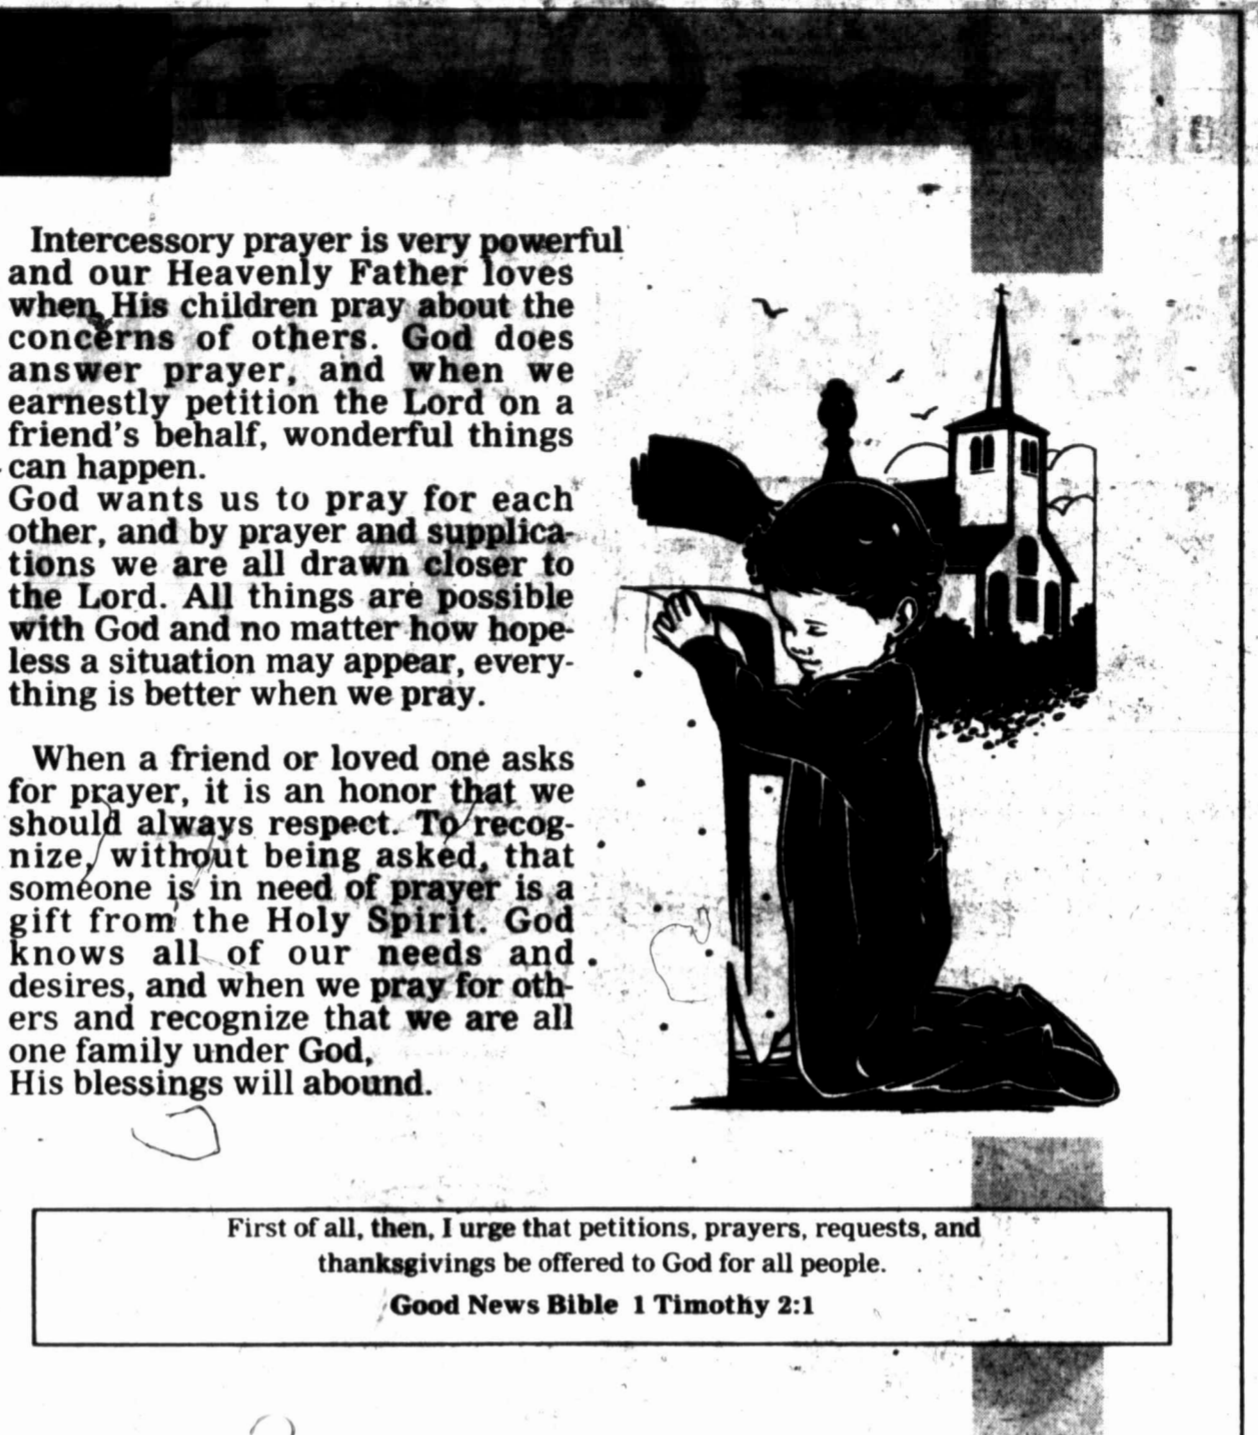 Intercessory prayer is very powerful
and our Heavenly Father loves
when His children pray about the
concerns of others. God does
answer prayer, and when we
earnestly petition the Lord on a
friend's behalf, wonderful things
can happen.
God wants us to pray for each
other, and by prayer and supplica-
tions we are all drawn closer to
the Lord. All things are possible
with God and no matter how hope-
less a situation may appear, every-
thing is better when we pray.
When a friend or loved one asks
for prayer, it is an honor that we
should always respect. To recog-
nize, without being asked, that
someone is in need of prayer is a
gift from the Holy Spirit. God
knows all of our needs and
desires, and when we pray for oth-
ers and recognize that we are all
one family under God,
His blessings will abound.
First of all, then, I urge that petitions, prayers, requests, and
thanksgivings be offered to God for all people.
Good News Bible 1 Timothy 2:1